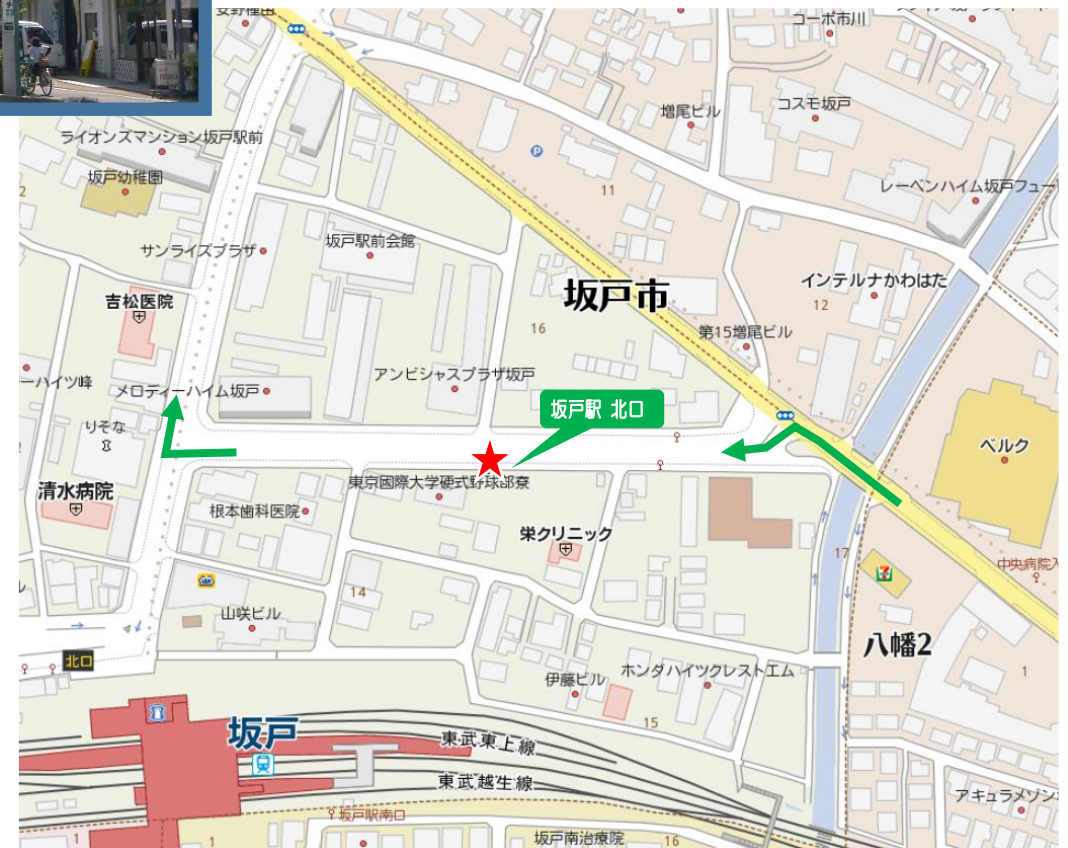 コーポ市川
増尾ビル
コスモ坂戸
ライオンズマンション坂戸駅前
坂戸幼稚園
2
P
11
レーベンハイム坂戸フュー
サンライズプラザ
坂戸駅前会館
吉松医院
坂戸市
インテルナかわはた
12
16
第15増尾ビル
ーハイツ峰
メロディーハイム坂戸
アンビシャスプラザ坂戸
坂戸駅 北口
りそな
ベルク
清水病院
東京国際大学硬式野球部寮
根本歯科医院
栄クリニック
17
7
中央病院入
14
山咲ビル
八幡2
北口
伊藤ビル
ホンダハイツクレストエム
1
15
坂戸
東武東上線
東武越生線
アキュラメゾン
坂戸駅南口
1
1
坂戸南治療院
16
HERO